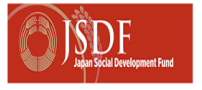 JSDF
Japan Social Development Fund